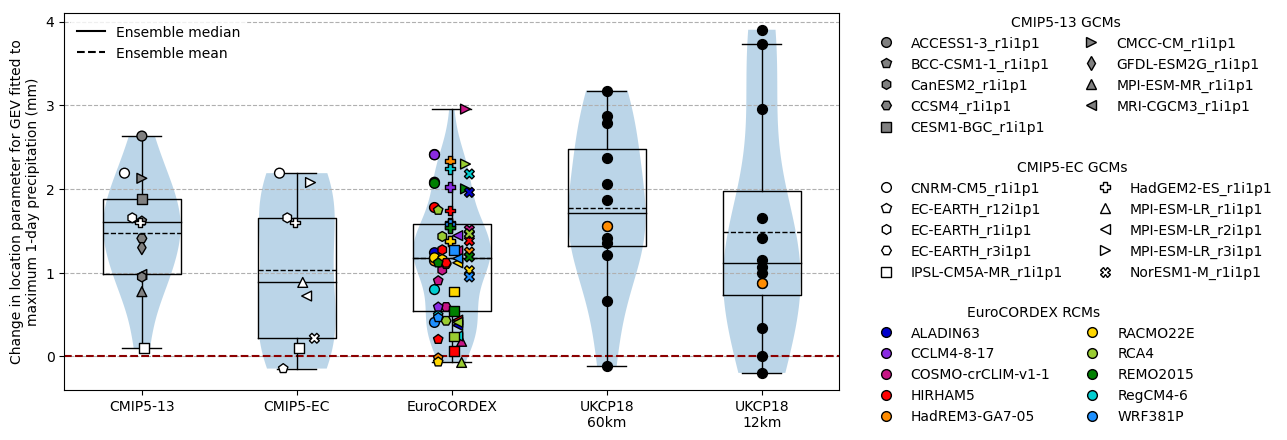 Change in location parameter for GEV fitted to
maximum 1-day precipitation (mm)
4
3
2
1
0
Ensemble median
Ensemble mean
CMIP5-13
CMIP5-EC
EuroCORDEX
UKCP18
60km
UKCP18
12km
CMIP5-13 GCMs
ACCESS1-3_r1i1p1
BCC-CSM1-1_r1i1p1
CanESM2_r1i1p1
CCSM4_r1i1p1
CESM1-BGC_r1i1p1
CMCC-CM_r1i1p1
GFDL-ESM2G_r1i1p1
MPI-ESM-MR_r1i1p1
MRI-CGCM3_r1i1p1
CMIP5-EC GCMs
CNRM-CM5_r1i1p1
EC-EARTH_r12i1p1
EC-EARTH_r1i1p1
EC-EARTH_r3i1p1
IPSL-CM5A-MR_r1i1p1
HadGEM2-ES_r1i1p1
MPI-ESM-LR_r1i1p1
MPI-ESM-LR_r2i1p1
MPI-ESM-LR_r3i1p1
NorESM1-M_r1i1p1
EuroCORDEX RCMs
ALADIN63
CCLM4-8-17
COSMO-crCLIM-v1-1
HIRHAM5
HadREM3-GA7-05
RACMO22E
RCA4
REMO2015
RegCM4-6
WRF381P